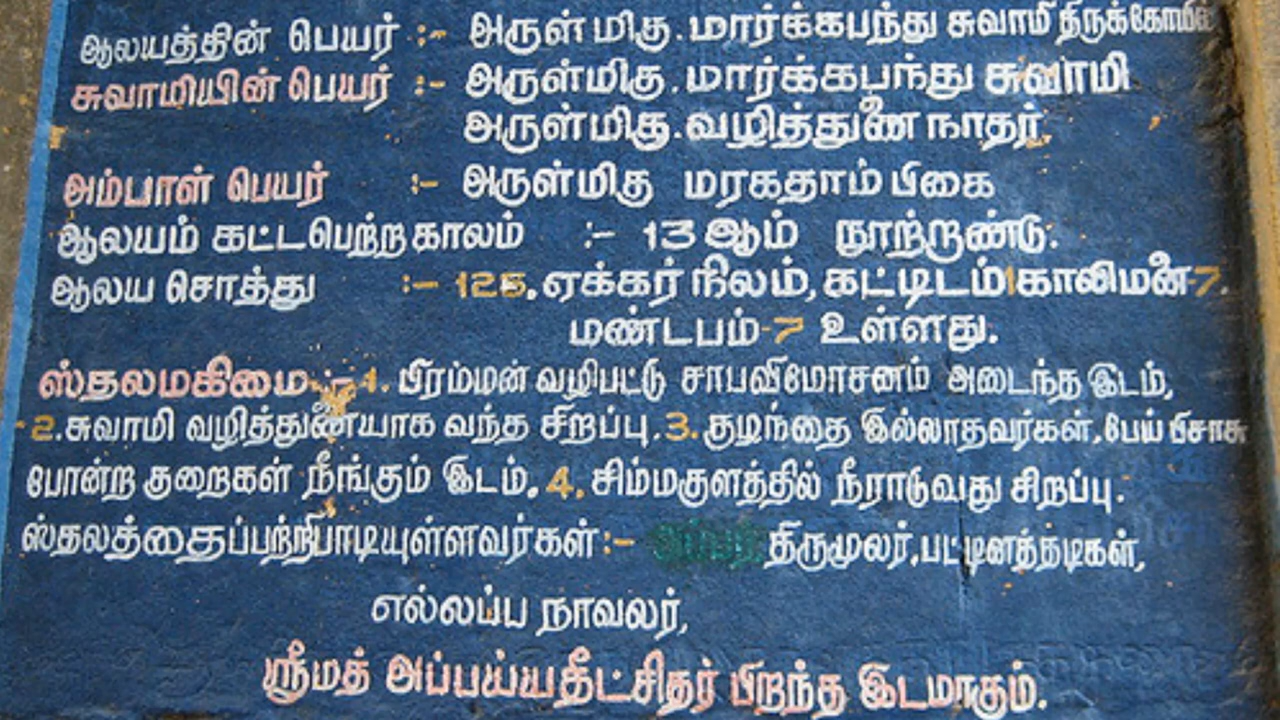 ஆலயத்தின் பெயர் :- அருள்மிகு. மார்க்கபந்து சுவாமி திருக்கோயில்
சுவாமியின் பெயர் :- அருள்மிகு. மார்க்கபந்து சுவாமி
அருள்மிகு. வழித்துணை நாதர்.
அம்பாள் பெயர் :- அருள்மிகு மரகதாம்பிகை
ஆலயம் கட்டபெற்ற காலம் :- 13 ஆம் நூற்றண்டு.
ஆலய சொத்து :- 125. ஏக்கர் நிலம், கட்டிடம் 1 காலிமனை-7.
மண்டபம்-7 உள்ளது.
ஸ்தலமகிமை :- 1. பிரம்மன் வழிபட்டு சாபவிமோசனம் அடைந்த இடம்,
2. சுவாமி வழித்துணையாக வந்த சிறப்பு. 3. குழந்தை இல்லாதவர்கள், பேய் பிசாசு
போன்ற குறைகள் நீங்கும் இடம். 4. சிம்மகுளத்தில் நீராடுவது சிறப்பு.
ஸ்தலத்தைப்பற்றிபாடியுள்ளவர்கள் :- திருமூலர், பட்டினத்தடிகள்,
எல்லப்ப நாவலர்,
ஸ்ரீமத் அப்பய்யதீட்சிதர் பிறந்த இடமாகும்.